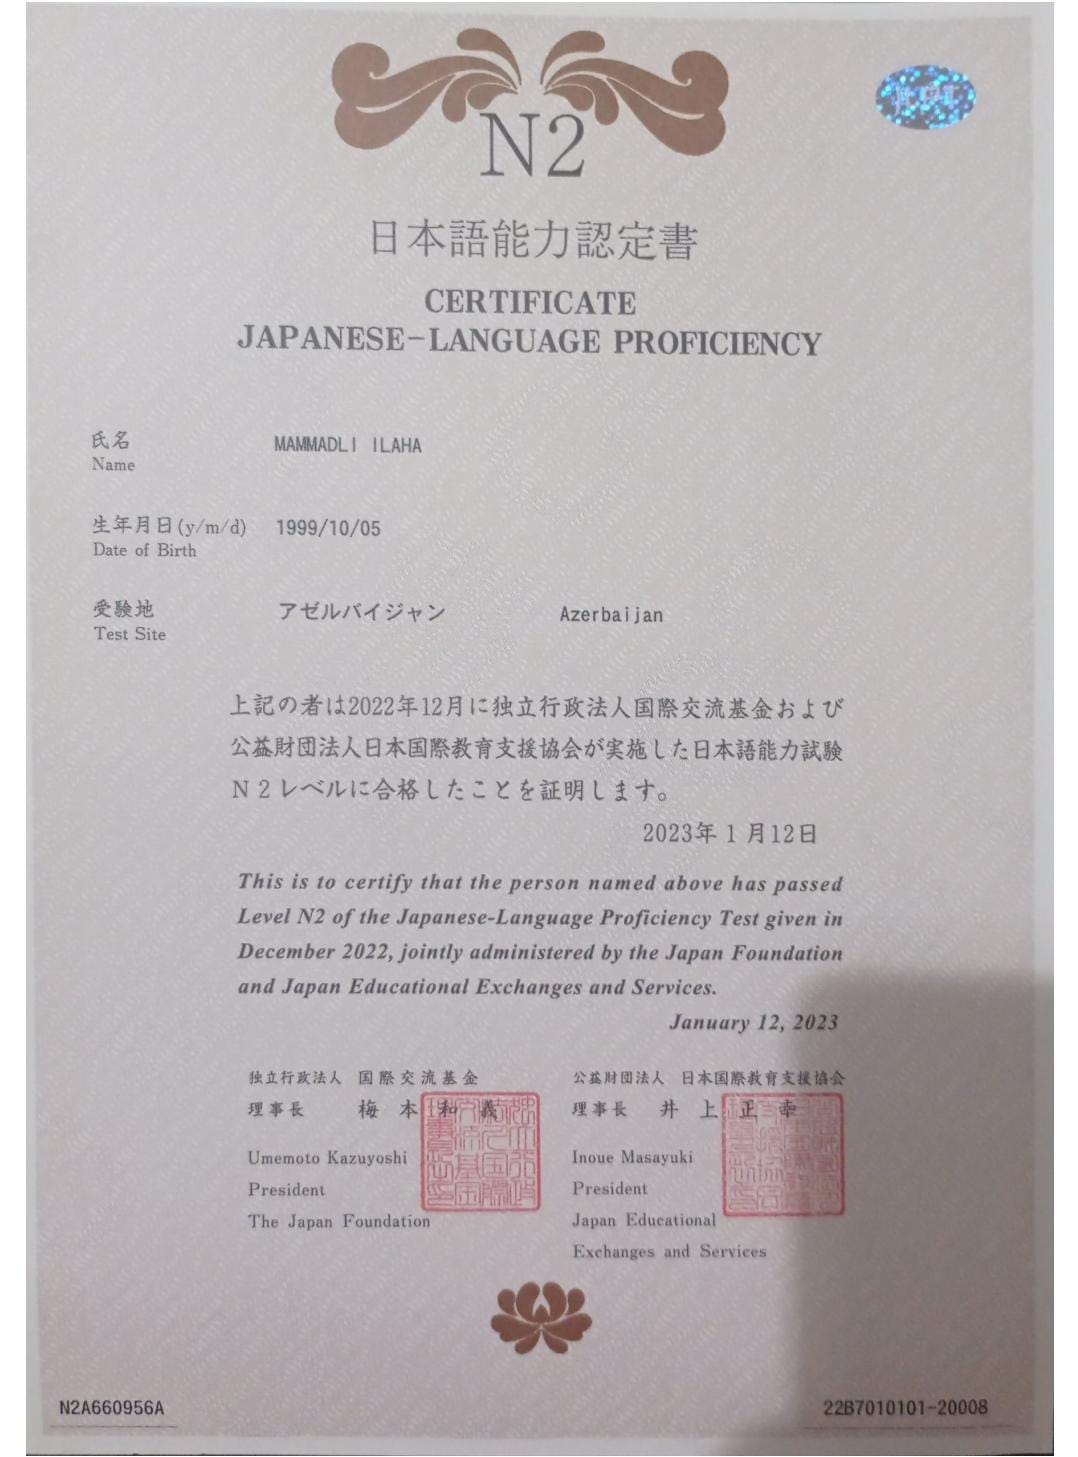 N2
日本語能力認定書
CERTIFICATE
JAPANESE-LANGUAGE PROFICIENCY
氏名 MAMMADLI ILAHA
Name
生年月日(y/m/d) 1999/10/05
Date of Birth
受験地 アゼルバイジャン Azerbaijan
Test Site
上記の者は2022年12月に独立行政法人国際交流基金および
公益財団法人日本国際教育支援協会が実施した日本語能力試験
N2レベルに合格したことを証明します。
2023年1月12日
This is to certify that the person named above has passed
Level N2 of the Japanese-Language Proficiency Test given in
December 2022, jointly administered by the Japan Foundation
and Japan Educational Exchanges and Services.
January 12, 2023
独立行政法人 国際交流基金
理事長 梅本和義
Umemoto Kazuyoshi
President
The Japan Foundation
公益財団法人 日本国際教育支援協会
理事長 井上正幸
Inoue Masayuki
President
Japan Educational
Exchanges and Services
N2A660956A
22B7010101-20008